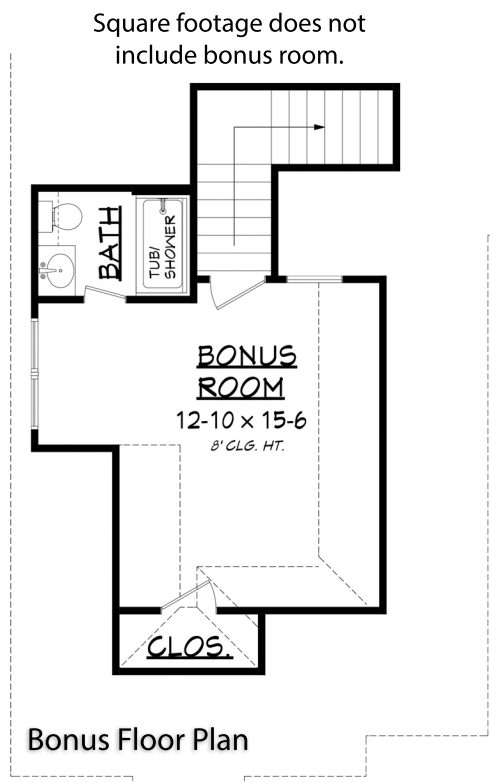 Square footage does not
include bonus room.
BATH
TUB/
SHOWER
BONUS
ROOM
12-10 x 15-6
8' CLG. HT.
CLOS.
Bonus Floor Plan